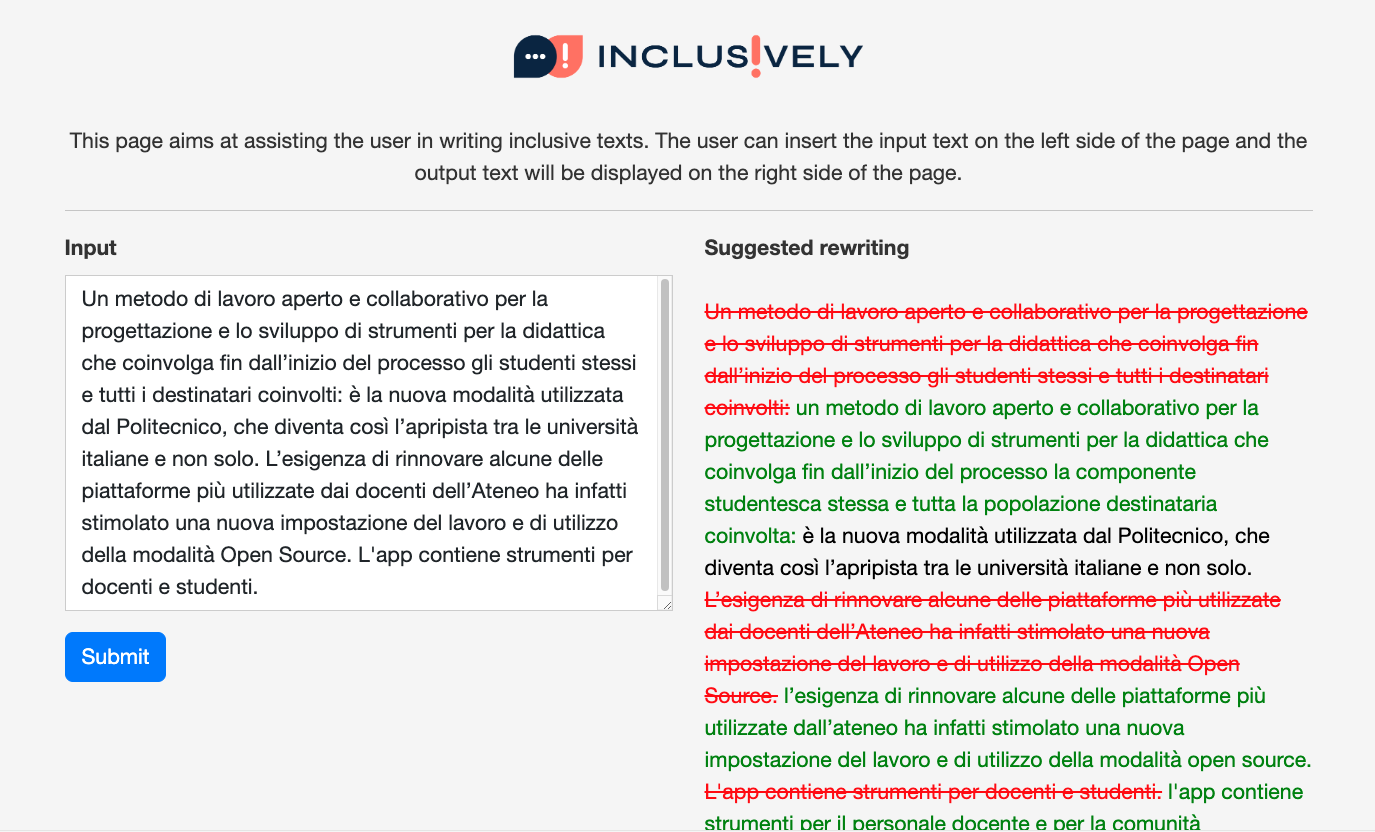 INCLUS!VELY
This page aims at assisting the user in writing inclusive texts. The user can insert the input text on the left side of the page and the
output text will be displayed on the right side of the page.
Input
Un metodo di lavoro aperto e collaborativo per la
progettazione e lo sviluppo di strumenti per la didattica
che coinvolga fin dall’inizio del processo gli studenti stessi
e tutti i destinatari coinvolti: è la nuova modalità utilizzata
dal Politecnico, che diventa così l’apripista tra le università
italiane e non solo. L’esigenza di rinnovare alcune delle
piattaforme più utilizzate dai docenti dell’Ateneo ha infatti
stimolato una nuova impostazione del lavoro e di utilizzo
della modalità Open Source. L'app contiene strumenti per
docenti e studenti.
Submit
Suggested rewriting
Un metodo di lavoro aperto e collaborativo per la progettazione
e lo sviluppo di strumenti per la didattica che coinvolga fin
dall’inizio del processo gli studenti stessi e tutti i destinatari
coinvolti: un metodo di lavoro aperto e collaborativo per la
progettazione e lo sviluppo di strumenti per la didattica che
coinvolga fin dall’inizio del processo la componente
studentesca stessa e tutta la popolazione destinataria
coinvolta: è la nuova modalità utilizzata dal Politecnico, che
diventa così l’apripista tra le università italiane e non solo.
L’esigenza di rinnovare alcune delle piattaforme più utilizzate
dai docenti dell’Ateneo ha infatti stimolato una nuova
impostazione del lavoro e di utilizzo della modalità Open
Source. l’esigenza di rinnovare alcune delle piattaforme più
utilizzate dall’ateneo ha infatti stimolato una nuova
impostazione del lavoro e di utilizzo della modalità open source.
L'app contiene strumenti per docenti e studenti. l'app contiene
strumenti per il personale docente e per la comunità